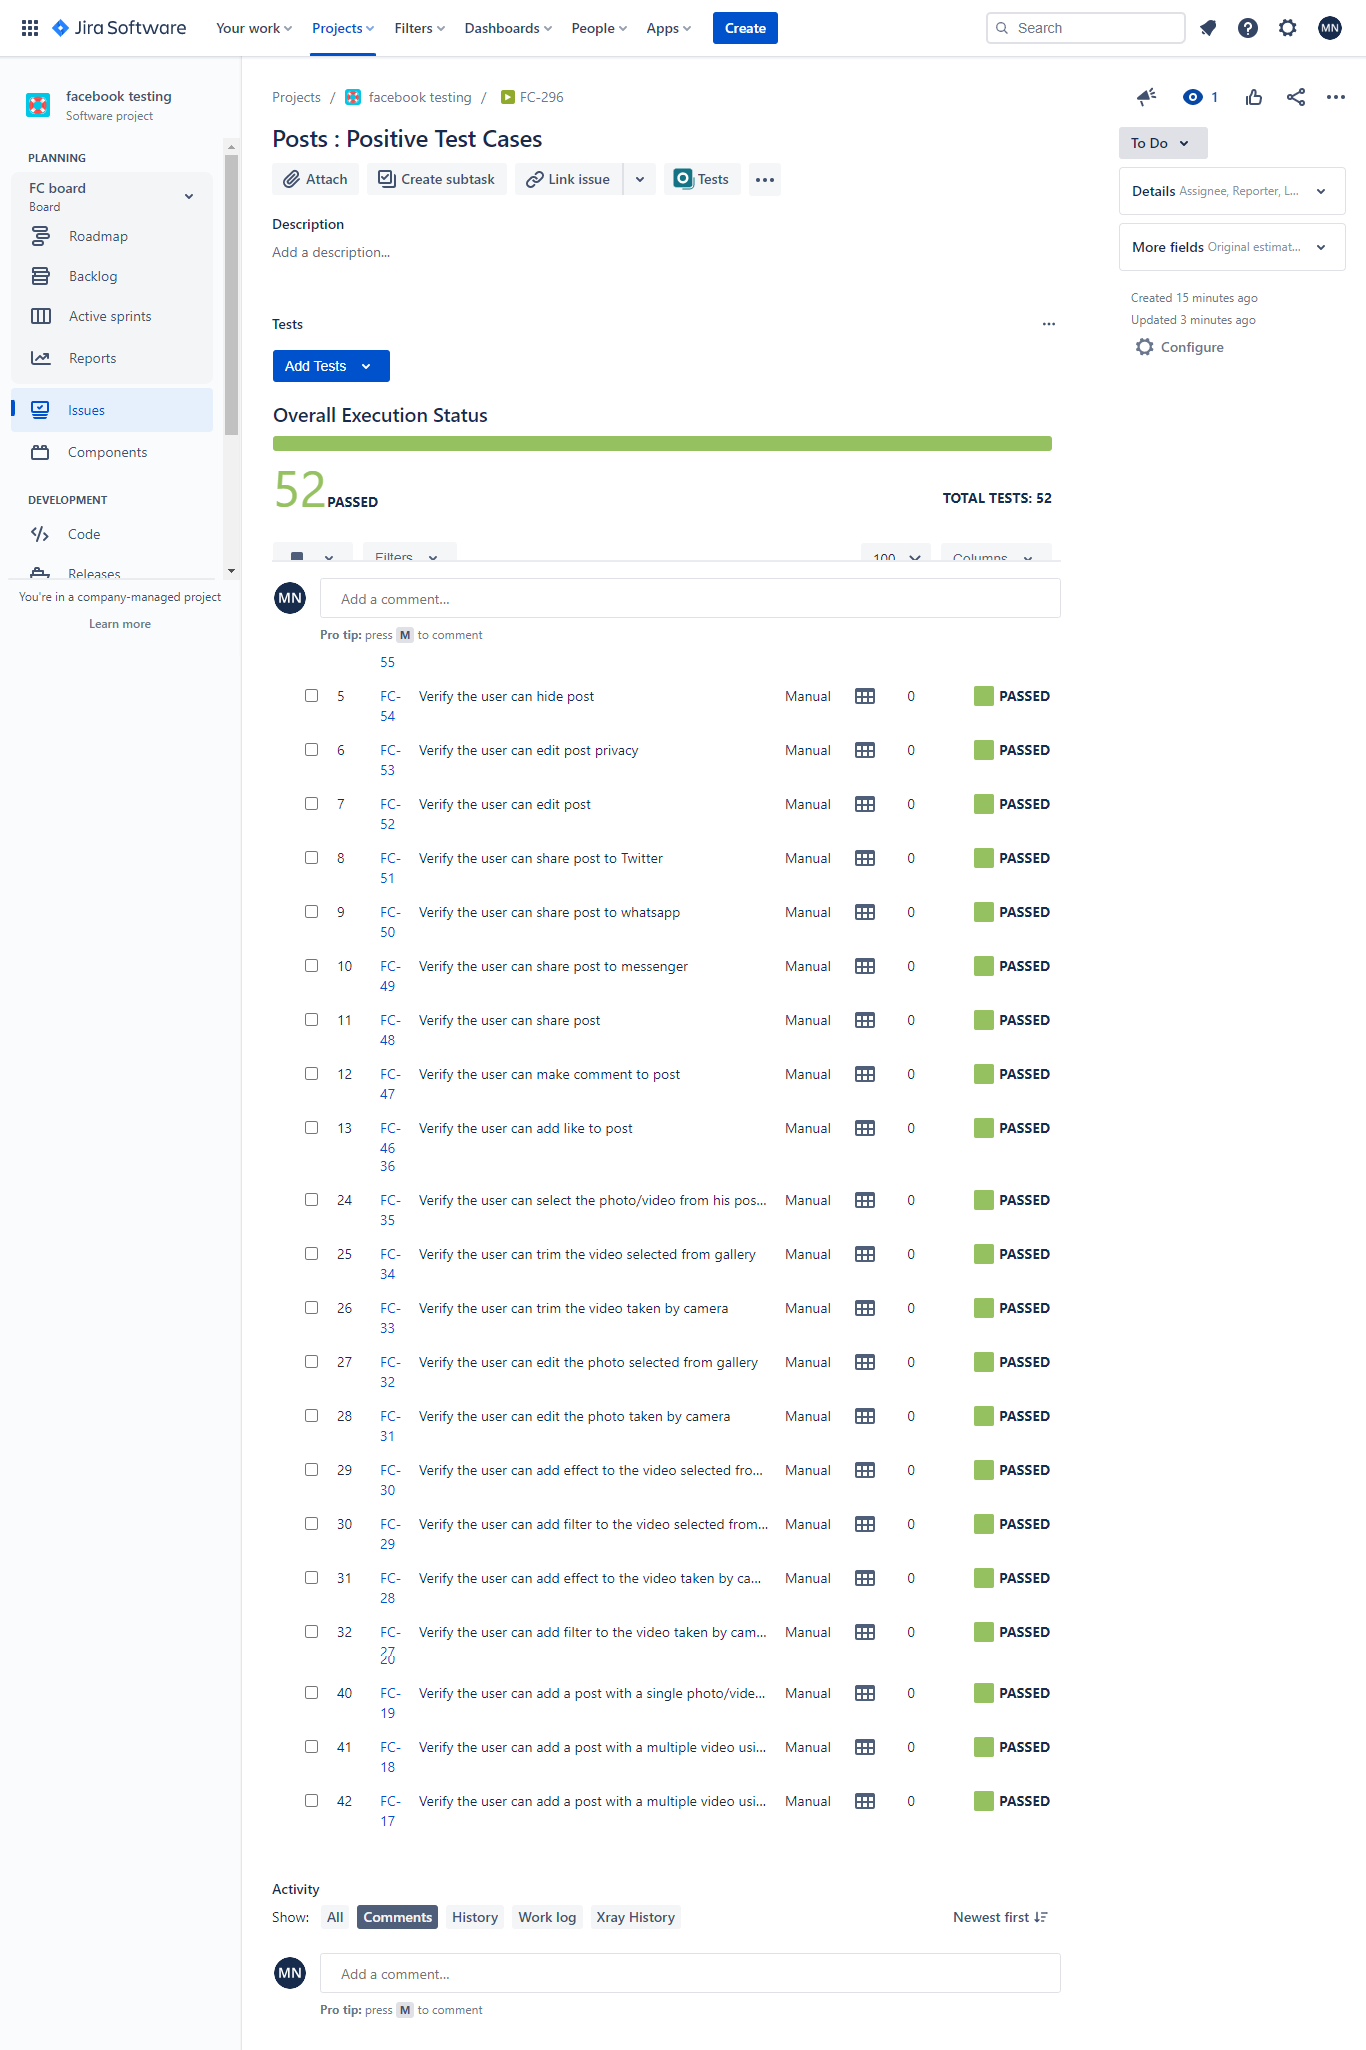 Jira Software Your work Projects Filters Dashboards People Apps Create Search MN
facebook testing
Software project
PLANNING
FC board
Board
Roadmap
Backlog
Active sprints
Reports
Issues
Components
DEVELOPMENT
Code
Releases
You're in a company-managed project
Learn more
Projects / facebook testing / FC-296
1
Posts : Positive Test Cases
To Do
Attach Create subtask Link issue Tests
Details Assignee, Reporter, L...
More fields Original estimat...
Created 15 minutes ago
Updated 3 minutes ago
Configure
Description
Add a description...
Tests
Add Tests
Overall Execution Status
52 PASSED TOTAL TESTS: 52
Filters 100 Columns
MN Add a comment...
Pro tip: press M to comment
55
5 FC- Verify the user can hide post Manual 0 PASSED
54
6 FC- Verify the user can edit post privacy Manual 0 PASSED
53
7 FC- Verify the user can edit post Manual 0 PASSED
52
8 FC- Verify the user can share post to Twitter Manual 0 PASSED
51
9 FC- Verify the user can share post to whatsapp Manual 0 PASSED
50
10 FC- Verify the user can share post to messenger Manual 0 PASSED
49
11 FC- Verify the user can share post Manual 0 PASSED
48
12 FC- Verify the user can make comment to post Manual 0 PASSED
47
13 FC- Verify the user can add like to post Manual 0 PASSED
46
36
24 FC- Verify the user can select the photo/video from his pos... Manual 0 PASSED
35
25 FC- Verify the user can trim the video selected from gallery Manual 0 PASSED
34
26 FC- Verify the user can trim the video taken by camera Manual 0 PASSED
33
27 FC- Verify the user can edit the photo selected from gallery Manual 0 PASSED
32
28 FC- Verify the user can edit the photo taken by camera Manual 0 PASSED
31
29 FC- Verify the user can add effect to the video selected fro... Manual 0 PASSED
30
30 FC- Verify the user can add filter to the video selected from... Manual 0 PASSED
29
31 FC- Verify the user can add effect to the video taken by ca... Manual 0 PASSED
28
32 FC- Verify the user can add filter to the video taken by cam... Manual 0 PASSED
27
20
40 FC- Verify the user can add a post with a single photo/vide... Manual 0 PASSED
19
41 FC- Verify the user can add a post with a multiple video usi... Manual 0 PASSED
18
42 FC- Verify the user can add a post with a multiple video usi... Manual 0 PASSED
17
Activity
Show: All Comments History Work log Xray History Newest first
MN Add a comment...
Pro tip: press M to comment